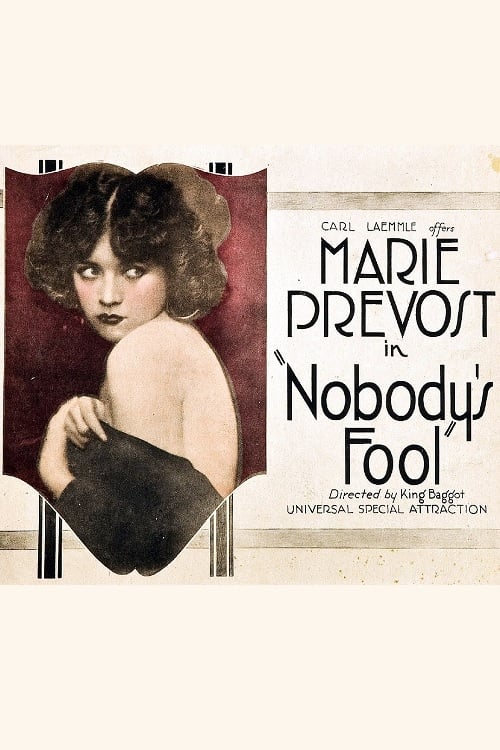 CARL LAEMMLE offers
MARIE
PREVOST
in
"Nobody's
Fool"
Directed by King Baggot
UNIVERSAL SPECIAL ATTRACTION